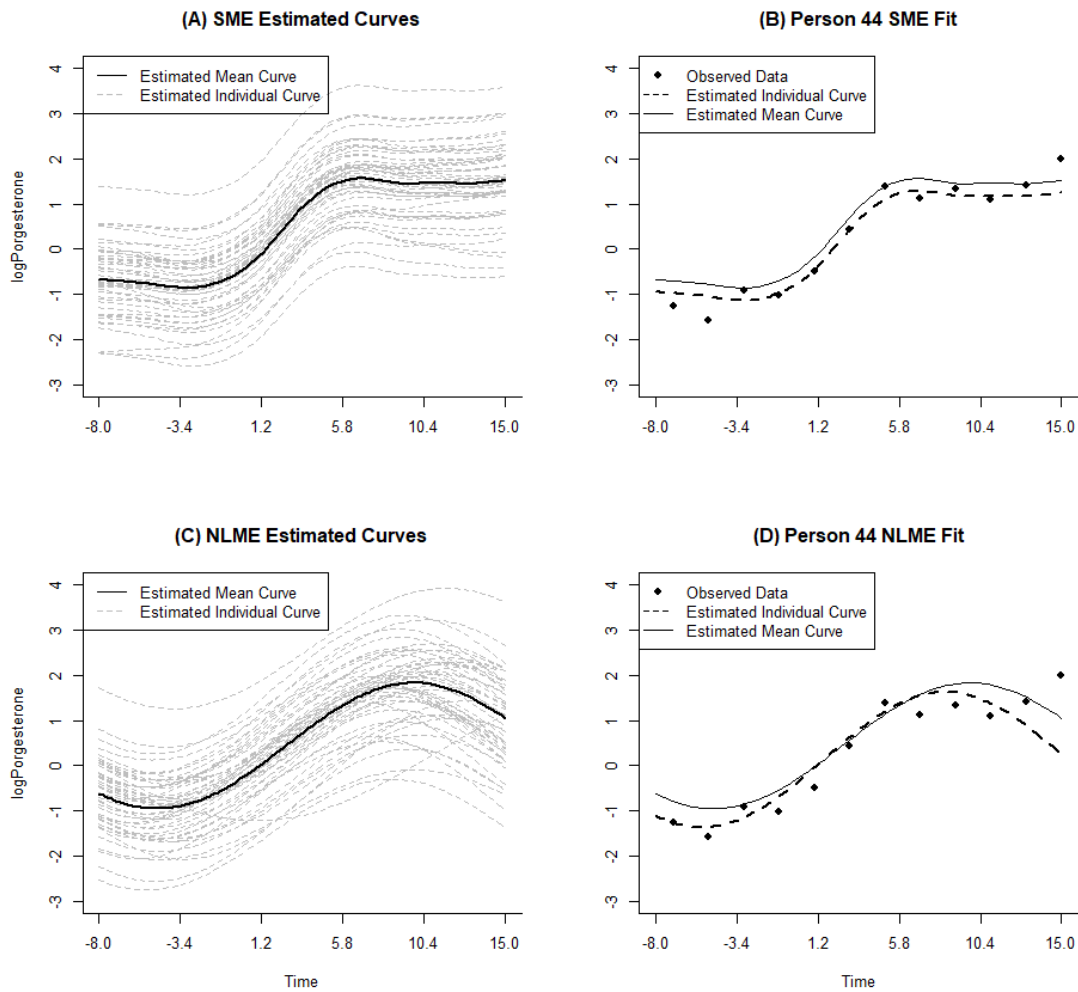 (A) SME Estimated Curves
logPorgesterone
4
3
2
1
0
-1
-2
-3
Estimated Mean Curve
Estimated Individual Curve
-8.0 -3.4 1.2 5.8 10.4 15.0
(B) Person 44 SME Fit
4
3
2
1
0
-1
-2
-3
Observed Data
Estimated Individual Curve
Estimated Mean Curve
-8.0 -3.4 1.2 5.8 10.4 15.0
(C) NLME Estimated Curves
logPorgesterone
4
3
2
1
0
-1
-2
-3
Estimated Mean Curve
Estimated Individual Curve
-8.0 -3.4 1.2 5.8 10.4 15.0
Time
(D) Person 44 NLME Fit
4
3
2
1
0
-1
-2
-3
Observed Data
Estimated Individual Curve
Estimated Mean Curve
-8.0 -3.4 1.2 5.8 10.4 15.0
Time